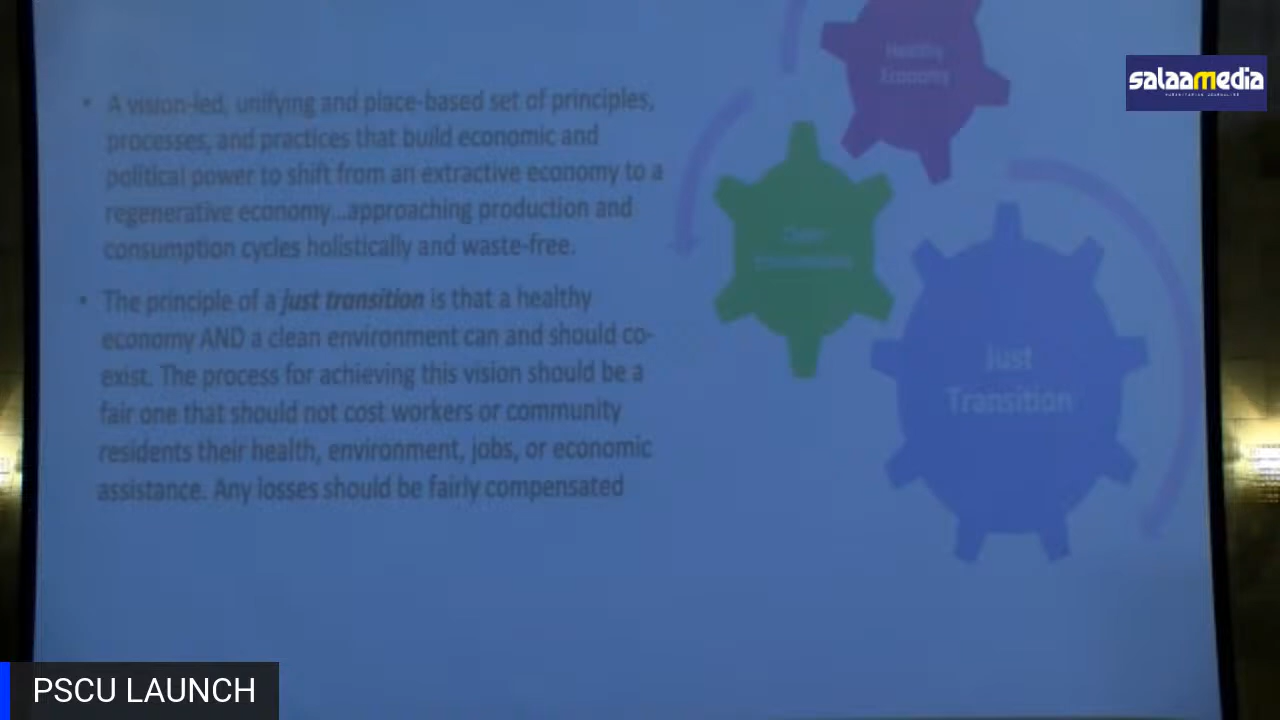 Healthy
Economy
salaamedia
• A vision-led, unifying and place-based set of principles,
processes, and practices that build economic and
political power to shift from an extractive economy to a
regenerative economy...approaching production and
consumption cycles holistically and waste-free.
• The principle of a just transition is that a healthy
economy AND a clean environment can and should co-
exist. The process for achieving this vision should be a
fair one that should not cost workers or community
residents their health, environment, jobs, or economic
assistance. Any losses should be fairly compensated
Just
Transition
PSCU LAUNCH